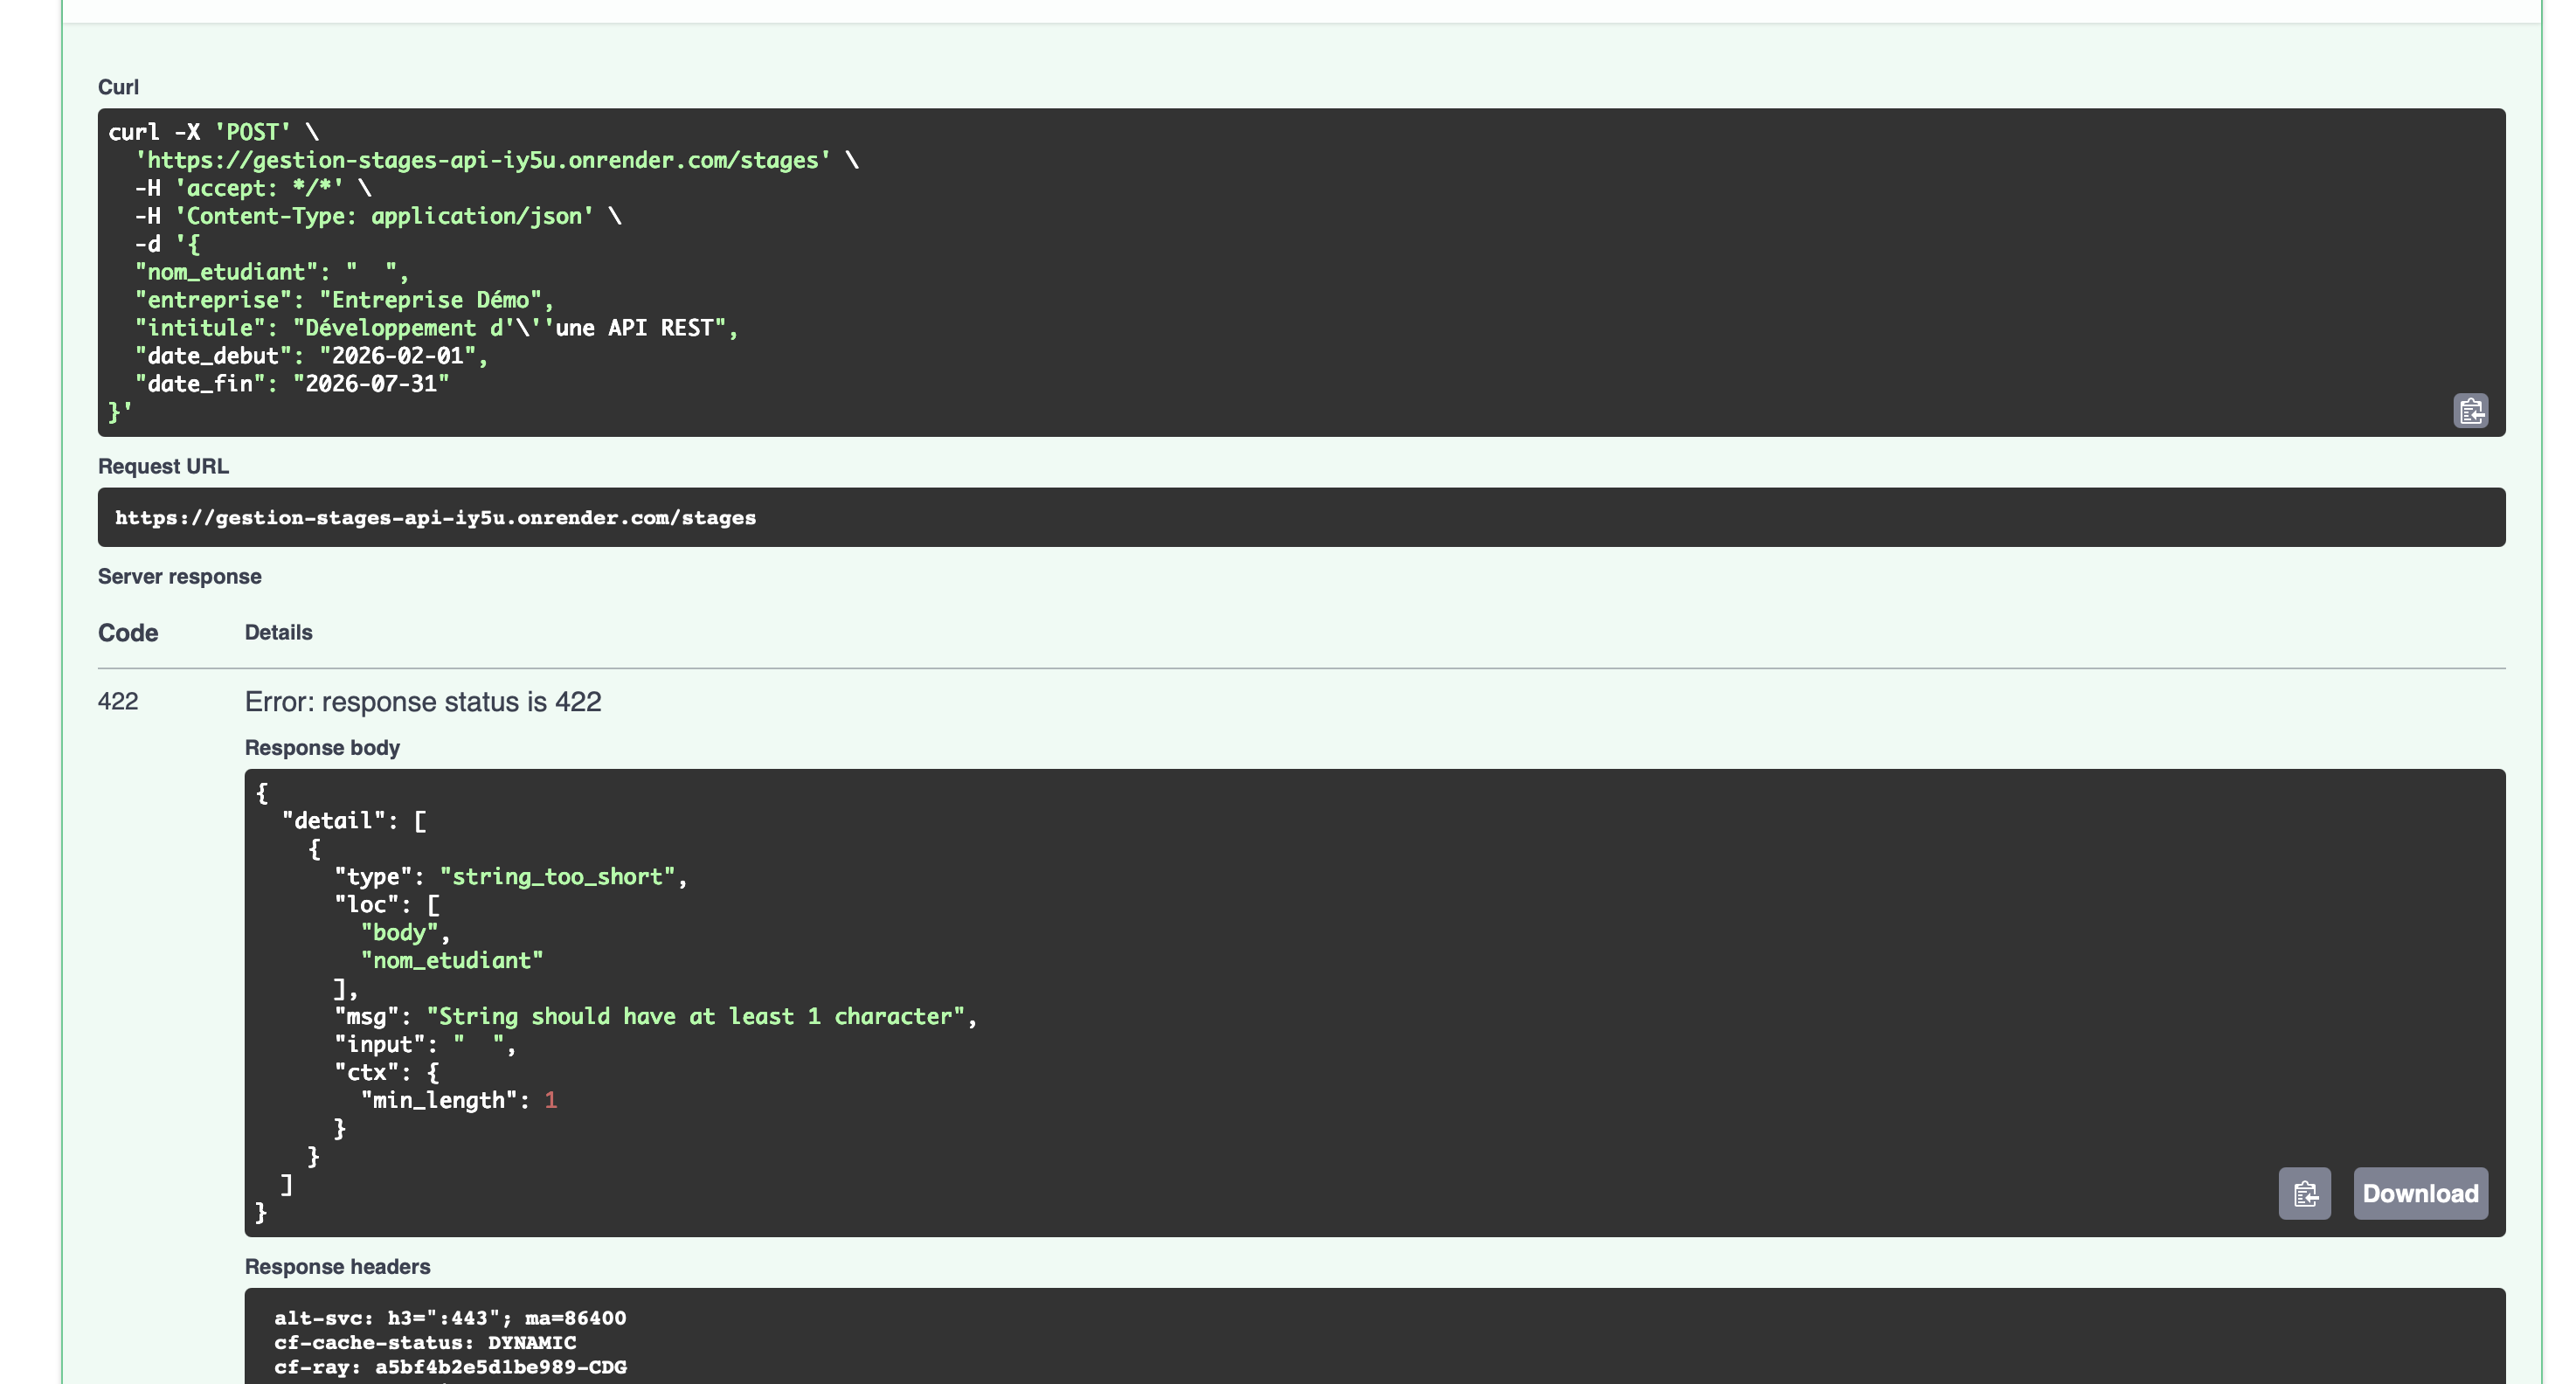 Curl
curl -X 'POST' \
  'https://gestion-stages-api-iy5u.onrender.com/stages' \
  -H 'accept: */*' \
  -H 'Content-Type: application/json' \
  -d '{
  "nom_etudiant": "  ",
  "entreprise": "Entreprise Démo",
  "intitule": "Développement d'\''une API REST",
  "date_debut": "2026-02-01",
  "date_fin": "2026-07-31"
}'
Request URL
https://gestion-stages-api-iy5u.onrender.com/stages
Server response
Code Details
422 Error: response status is 422
Response body
{
  "detail": [
    {
      "type": "string_too_short",
      "loc": [
        "body",
        "nom_etudiant"
      ],
      "msg": "String should have at least 1 character",
      "input": "  ",
      "ctx": {
        "min_length": 1
      }
    }
  ]
}
Download
Response headers
alt-svc: h3=":443"; ma=86400
cf-cache-status: DYNAMIC
cf-ray: a5bf4b2e5d1be989-CDG